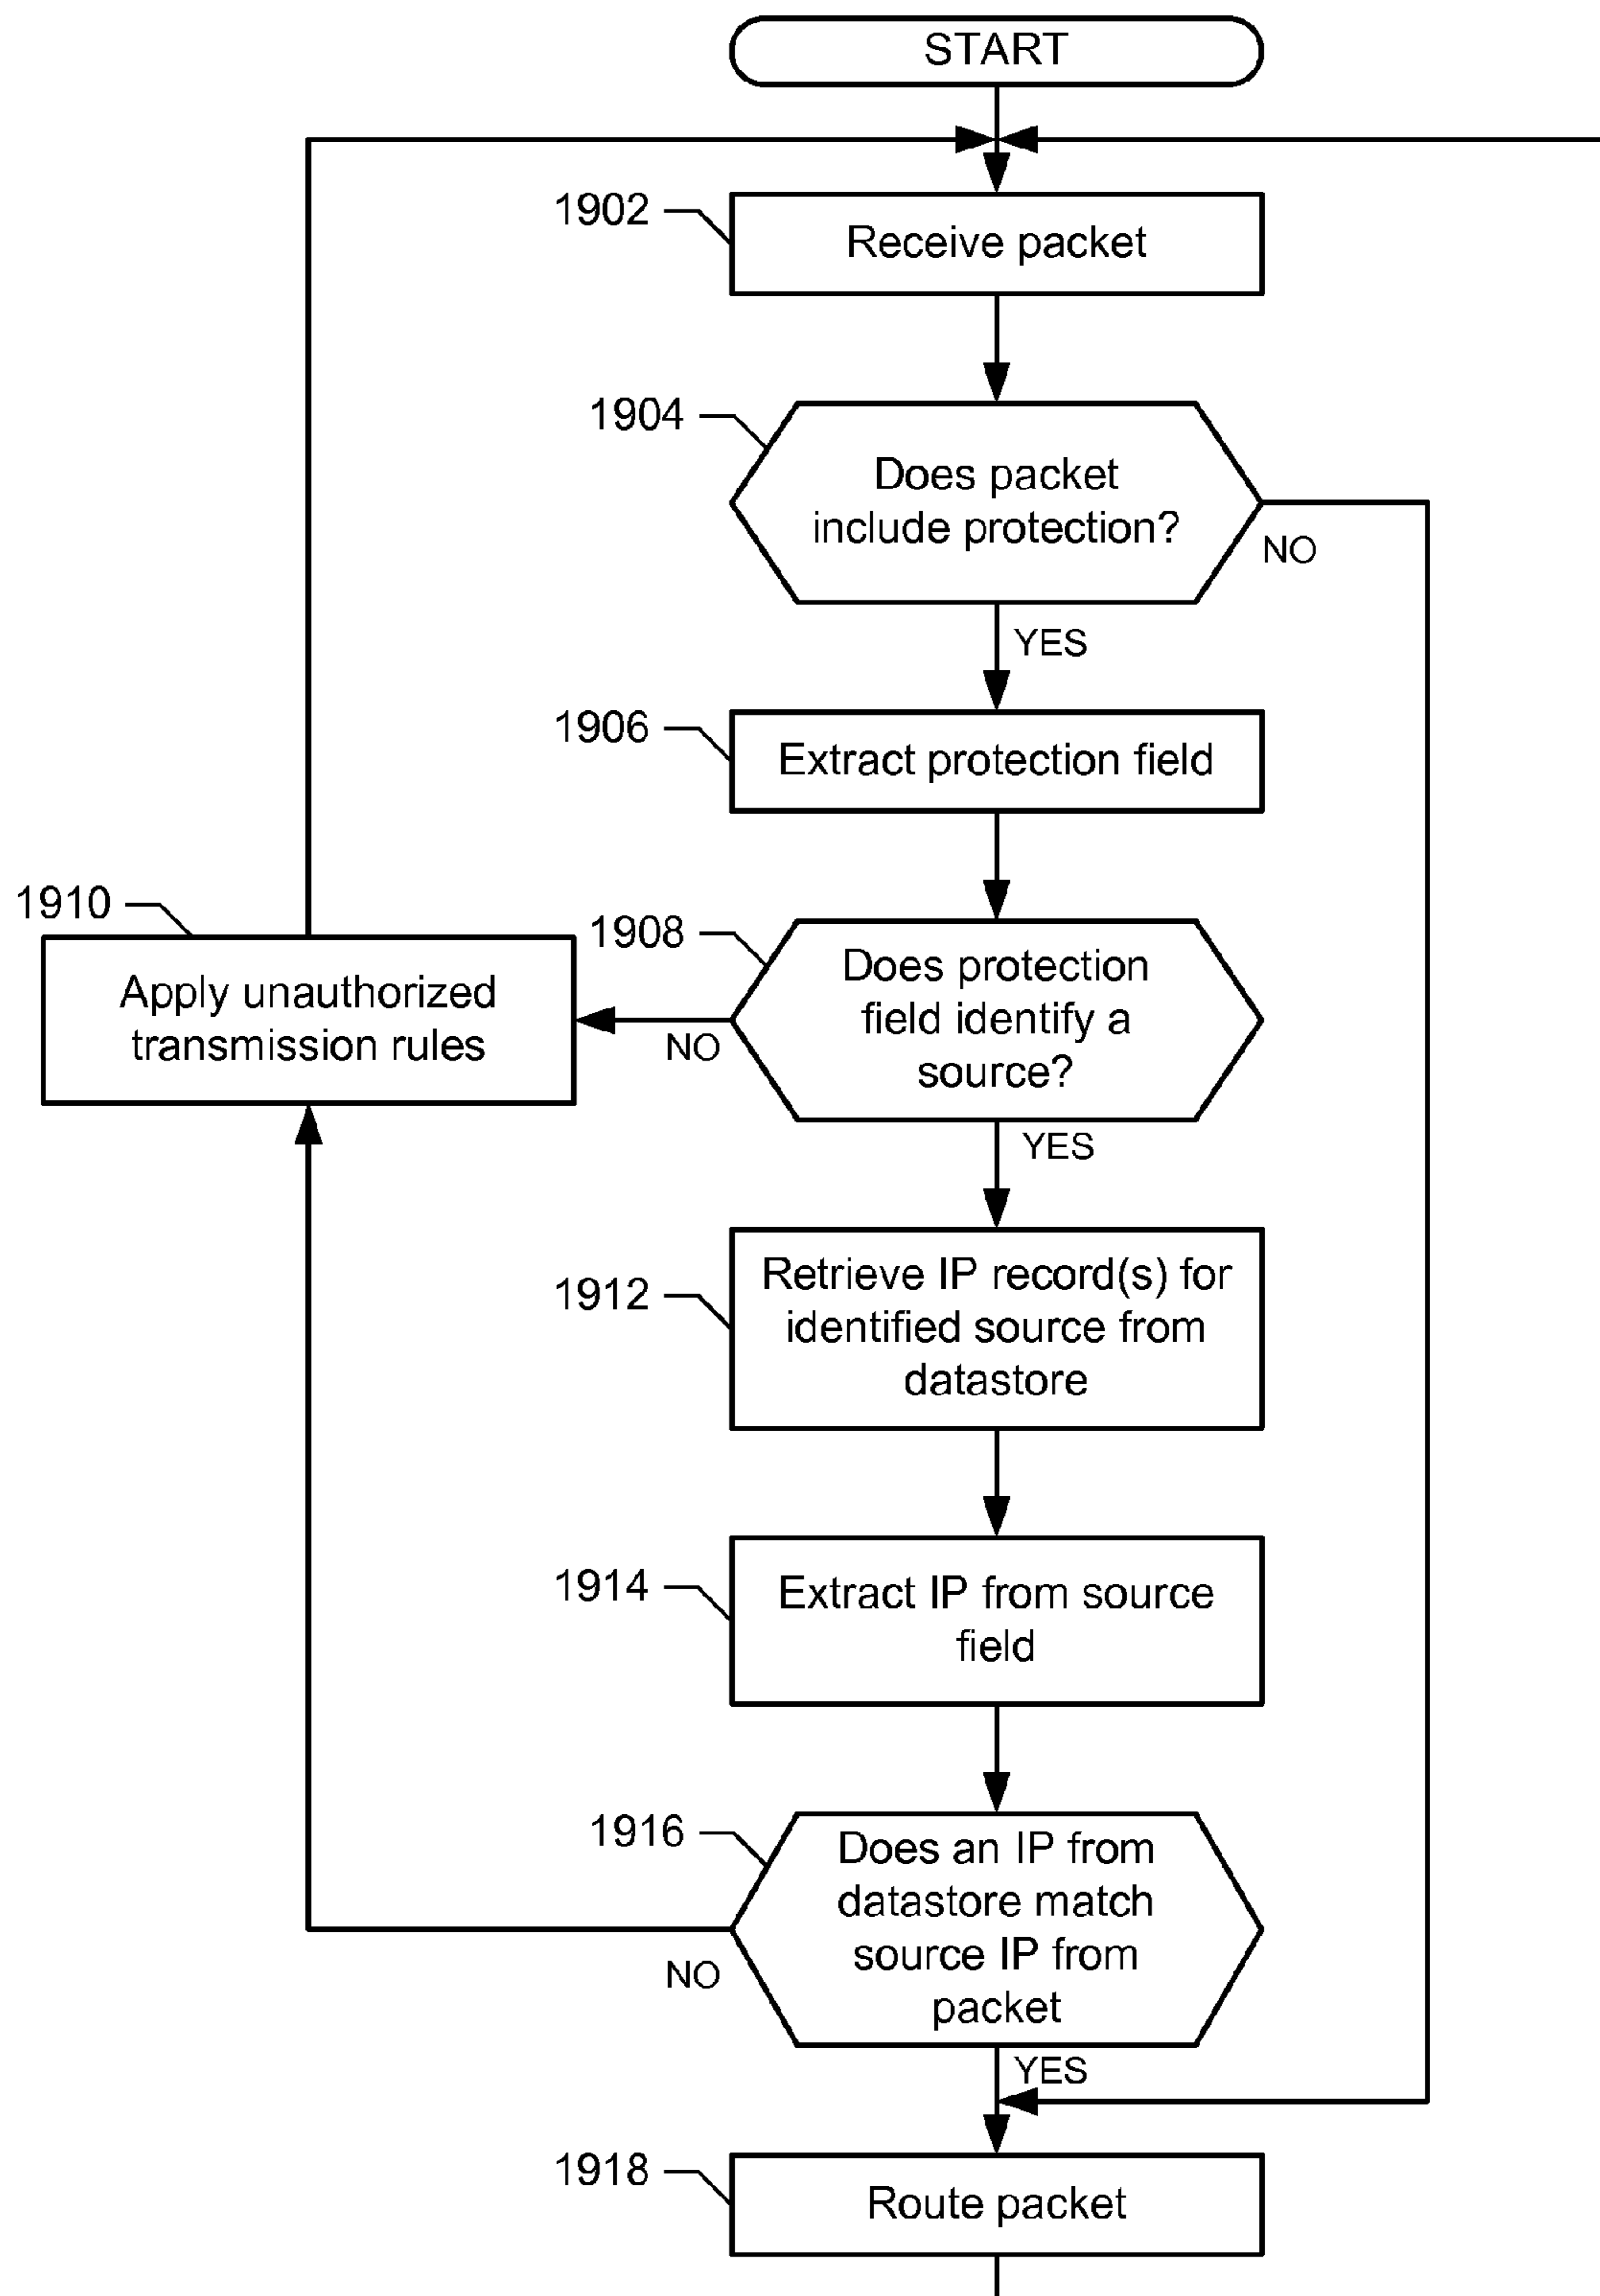 START
1902
Receive packet
1904
Does packet
include protection?
NO
YES
1906
Extract protection field
1910
Apply unauthorized
transmission rules
1908
Does protection
field identify a
source?
NO
YES
1912
Retrieve IP record(s) for
identified source from
datastore
1914
Extract IP from source
field
1916
Does an IP from
datastore match
source IP from
packet
NO
YES
1918
Route packet